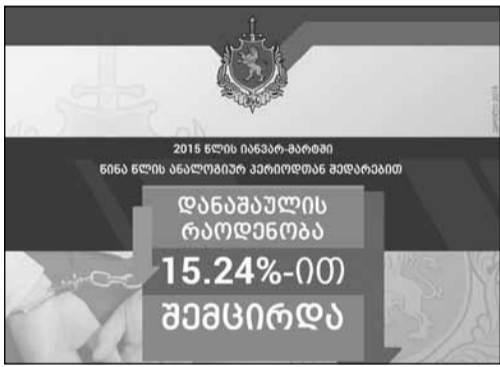 2015 წლის იანვარ-მარტში
წინა წლის ანალოგიურ პერიოდთან შედარებით
დანაშაულის
რაოდენობა
15.24%-ით
შემცირდა